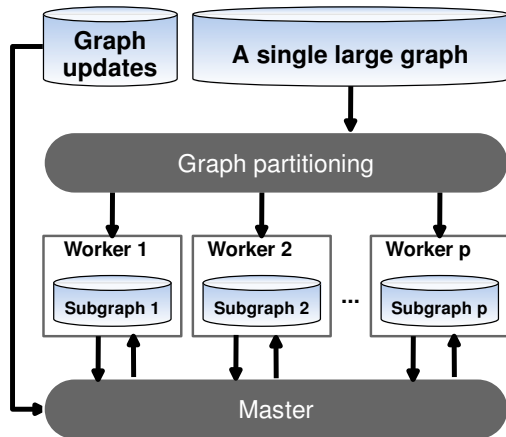 Graph
updates
A single large graph
Graph partitioning
Worker 1
Worker 2
Worker p
Subgraph 1
Subgraph 2
...
Subgraph p
Master